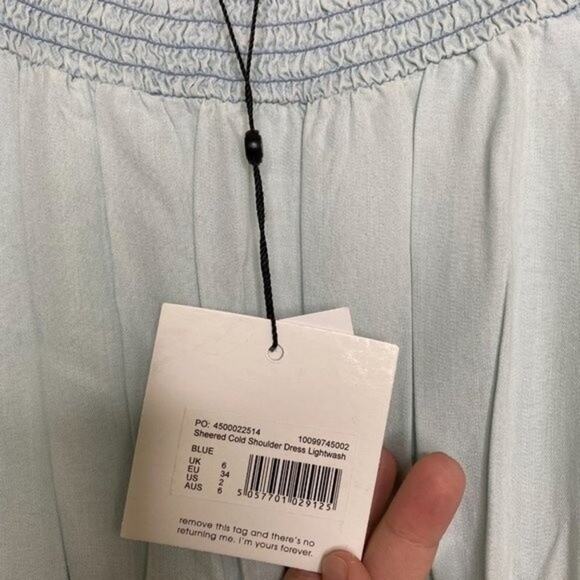 PO: 4500022514 10099745002
Sheered Cold Shoulder Dress Lightwash
BLUE
UK 6
EU 34
US 2
AUS 6
5 057701 029125
remove this tag and there's no
returning me. I'm yours forever.